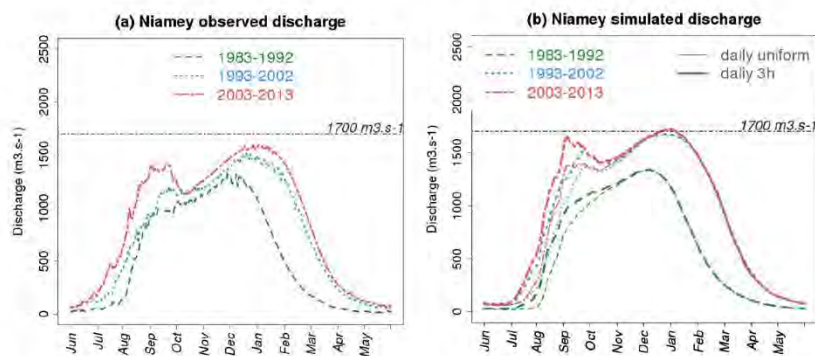 (a) Niamey observed discharge
Discharge (m3.s-1)
2500
2000
1500
1000
500
0
1983-1992
1993-2002
2003-2013
1700 m3.s-1
Jun Jul Aug Sep Oct Nov Dec Jan Feb Mar Apr May
(b) Niamey simulated discharge
Discharge (m3.s-1)
2500
2000
1500
1000
500
0
1983-1992
1993-2002
2003-2013
daily uniform
daily 3h
1700 m3.s-1
Jun Jul Aug Sep Oct Nov Dec Jan Feb Mar Apr May